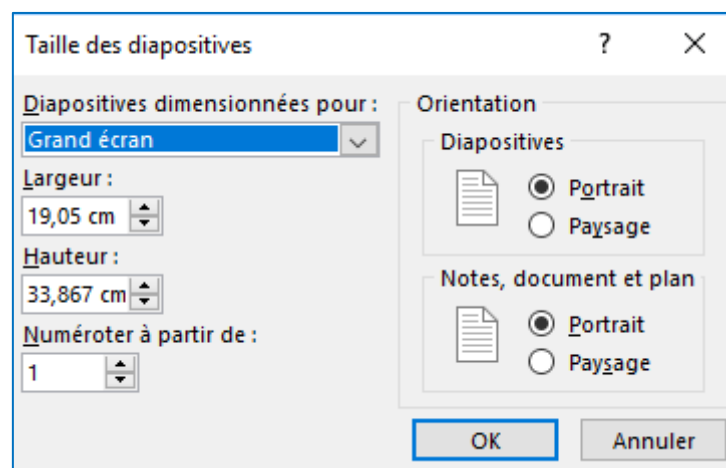 Taille des diapositives
?
Diapositives dimensionnées pour :
Grand écran
Largeur :
19,05 cm
Hauteur :
33,867 cm
Numéroter à partir de :
1
Orientation
Diapositives
Portrait
Paysage
Notes, document et plan
Portrait
Paysage
OK
Annuler